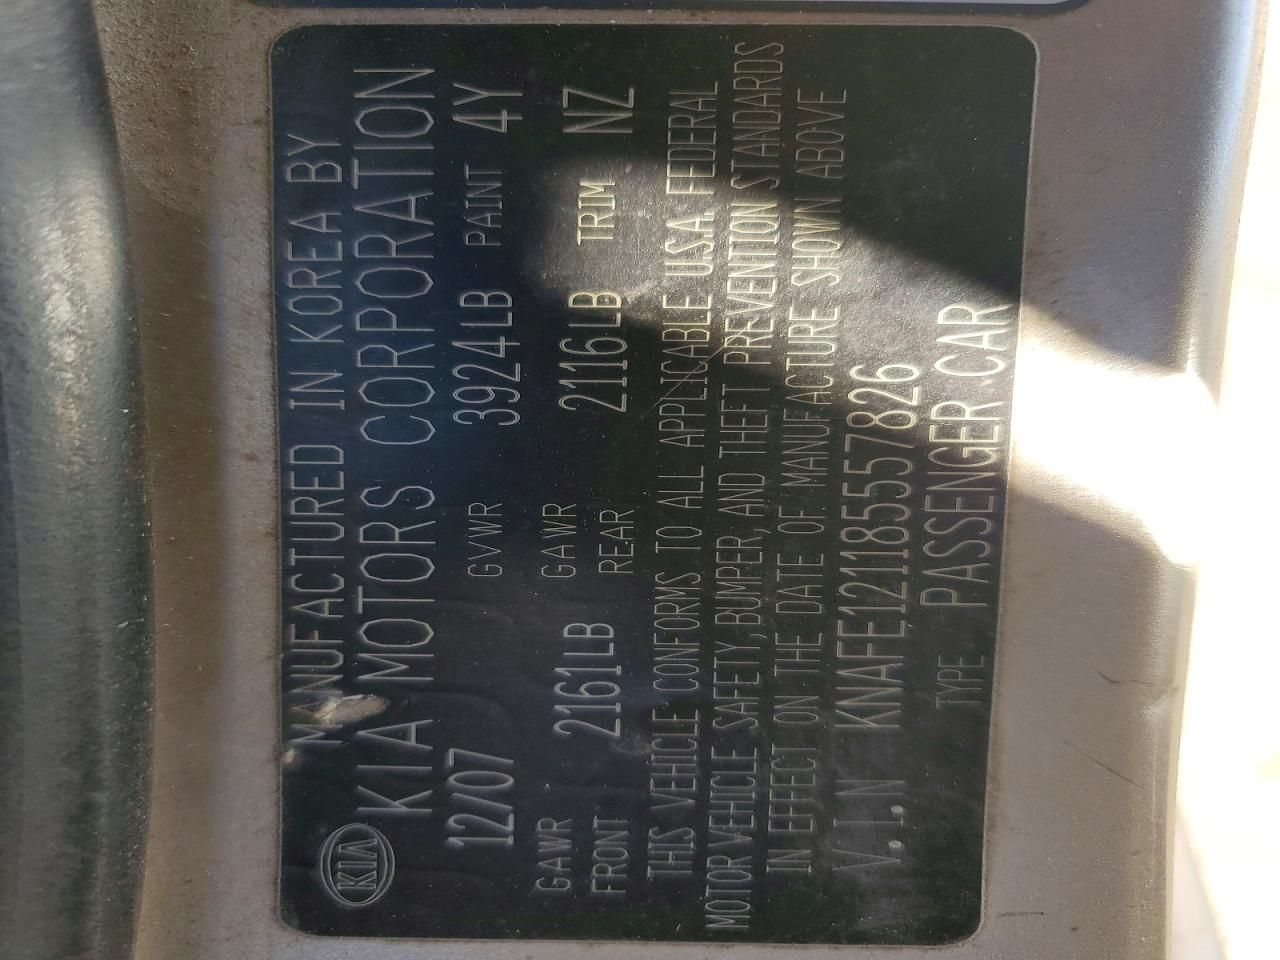 KIA
MANUFACTURED IN KOREA BY
KIA MOTORS CORPORATION
12/07 GVWR 3924LB PAINT 4Y
GAWR FRONT 2161LB GAWR REAR 2116LB TRIM NZ
THIS VEHICLE CONFORMS TO ALL APPLICABLE U.S.A. FEDERAL
MOTOR VEHICLE SAFETY, BUMPER, AND THEFT PREVENTION STANDARDS
IN EFFECT ON THE DATE OF MANUFACTURE SHOWN ABOVE
V.I.N KNAFE121185557826
TYPE PASSENGER CAR